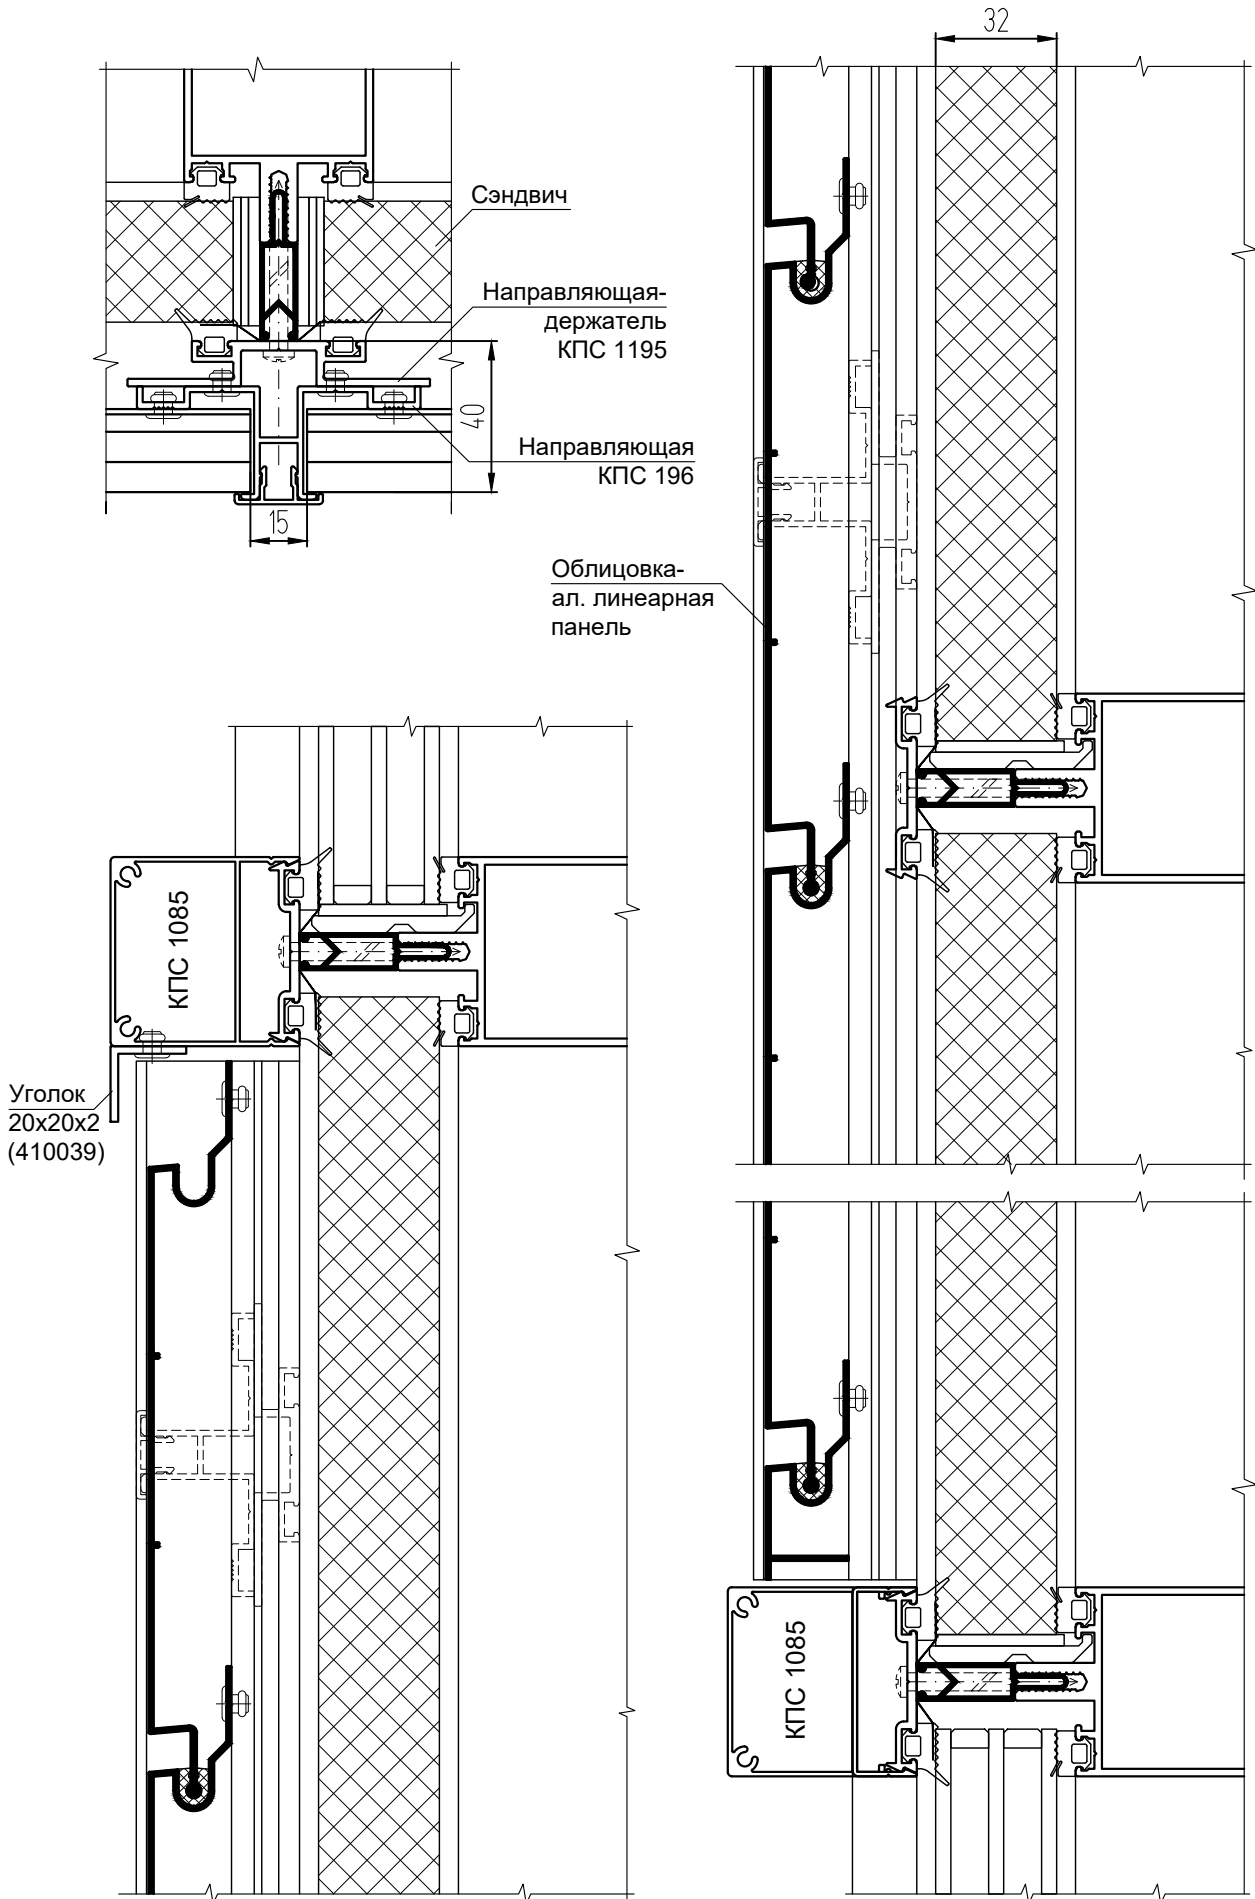 32
Сэндвич
Направляющая-
держатель
КПС 1195
40
Направляющая
КПС 196
15
Облицовка-
ал. линеарная
панель
КПС 1085
Уголок
20х20х2
(410039)
КПС 1085